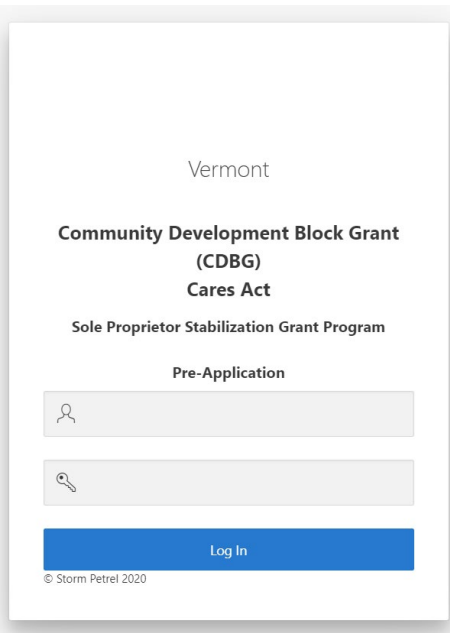 Vermont
Community Development Block Grant
(CDBG)
Cares Act
Sole Proprietor Stabilization Grant Program
Pre-Application
Log In
© Storm Petrel 2020